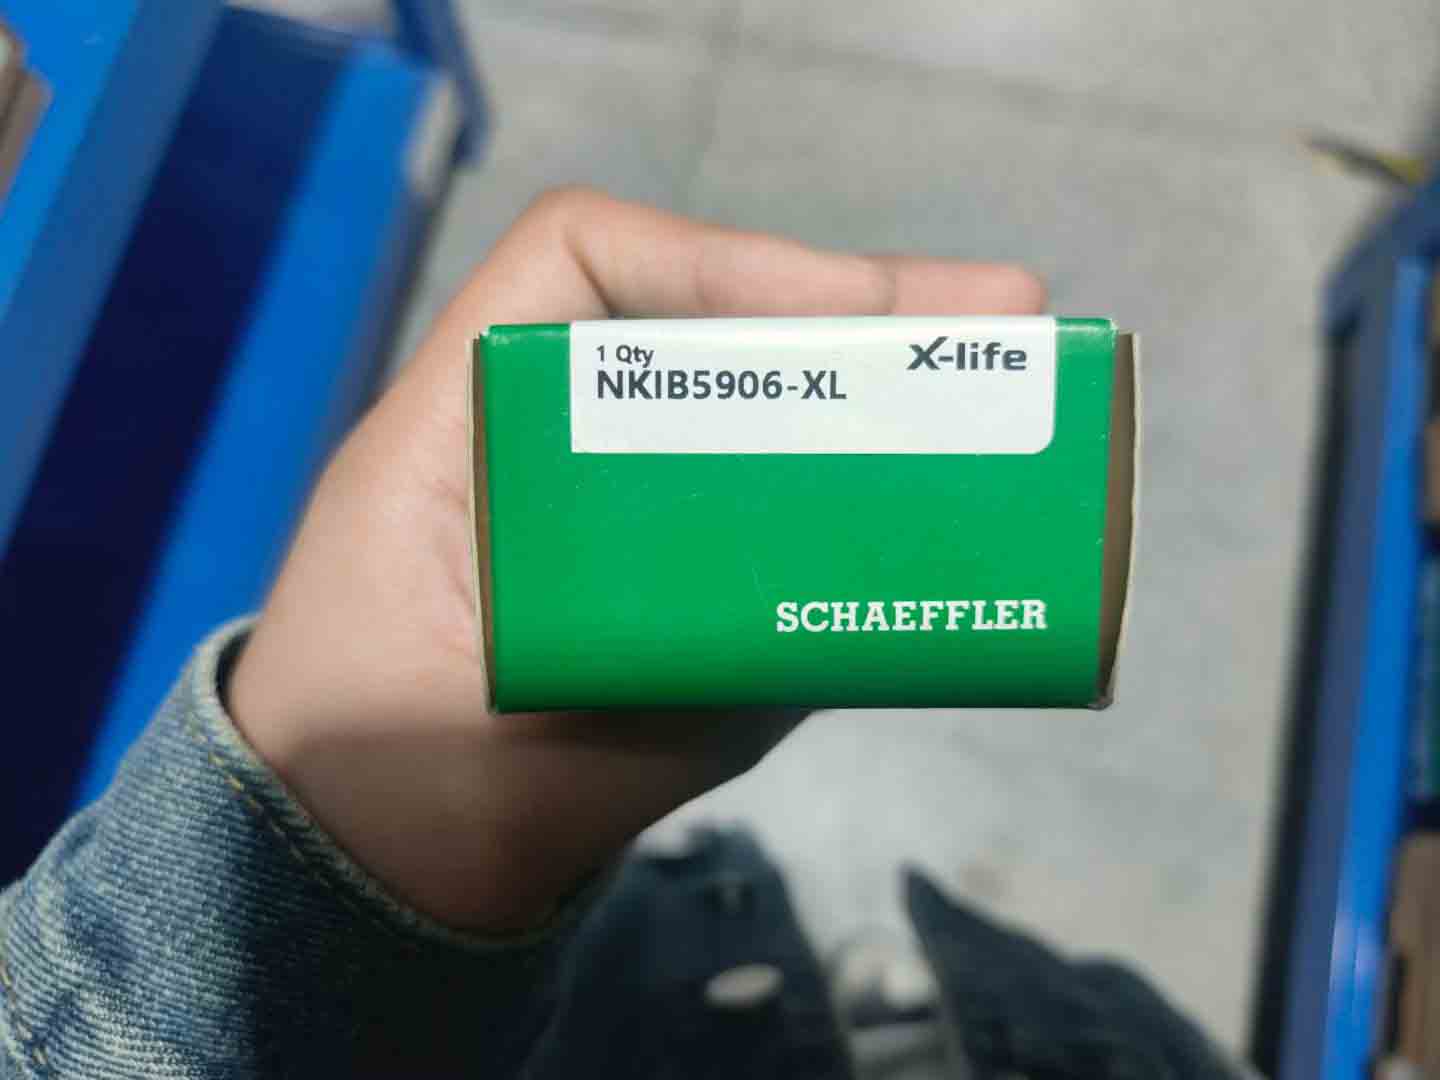 1 Qty
X-life
NKIB5906-XL
SCHAEFFLER